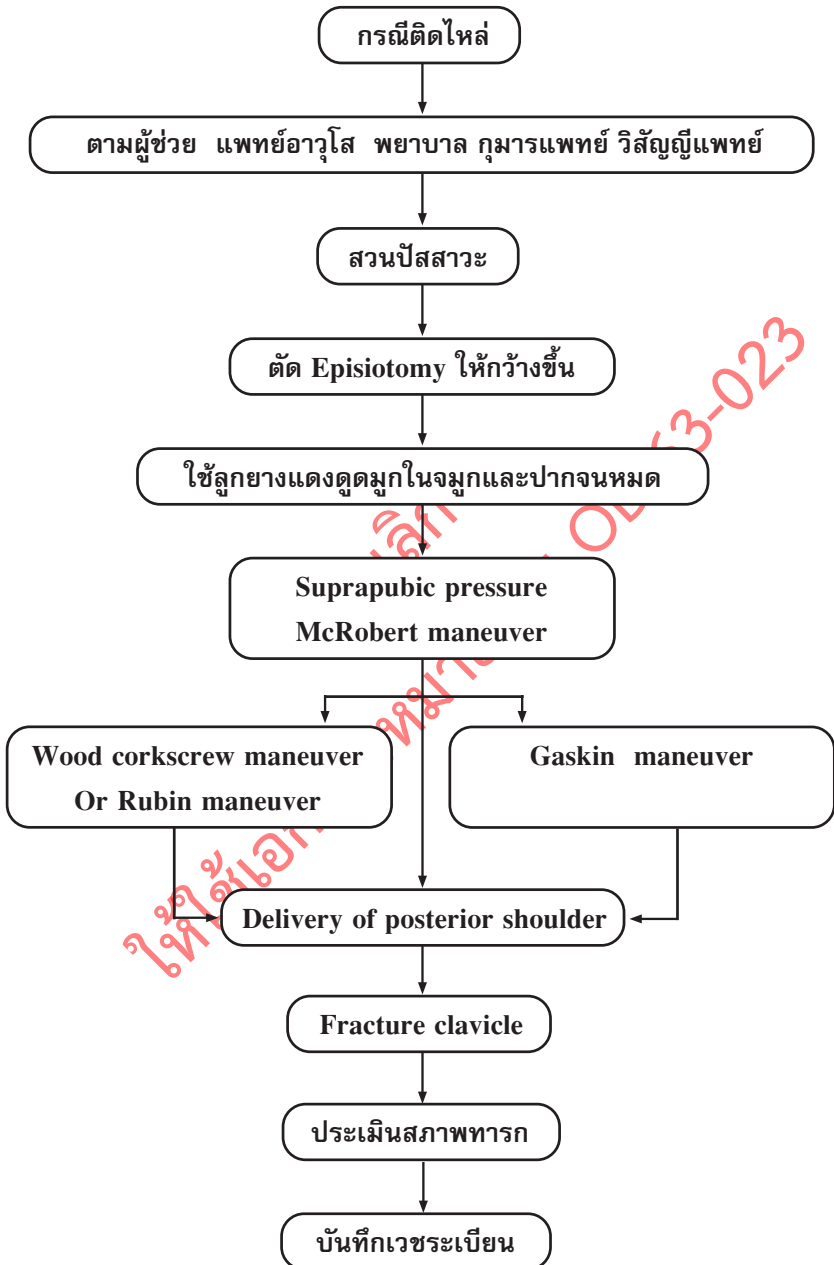 กรณีติดไหล่
ตามผู้ช่วย แพทย์อาวุโส พยาบาล กุมารแพทย์ วิสัญญีแพทย์
สวนปัสสาวะ
ตัด Episiotomy ให้กว้างขึ้น
ใช้ลูกยางแดงดูดมูกในจมูกและปากจนหมด
Suprapubic pressure
McRobert maneuver
Wood corkscrew maneuver
Or Rubin maneuver
Gaskin maneuver
Delivery of posterior shoulder
Fracture clavicle
ประเมินสภาพทารก
บันทึกเวชระเบียน